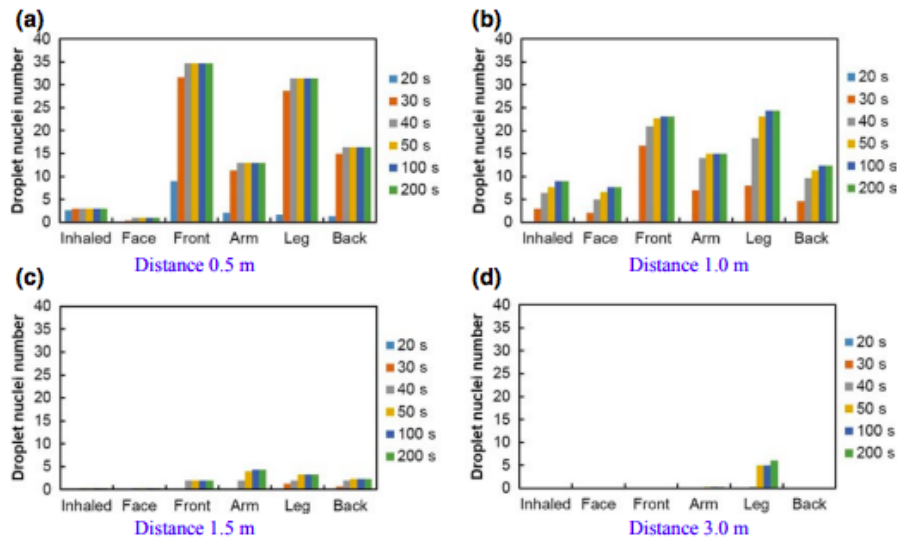 (a)
Droplet nuclei number
40
35
30
25
20
15
10
5
0
Inhaled Face Front Arm Leg Back
20 s
30 s
40 s
50 s
100 s
200 s
Distance 0.5 m
(b)
Droplet nuclei number
40
35
30
25
20
15
10
5
0
Inhaled Face Front Arm Leg Back
20 s
30 s
40 s
50 s
100 s
200 s
Distance 1.0 m
(c)
Droplet nuclei number
40
35
30
25
20
15
10
5
0
Inhaled Face Front Arm Leg Back
20 s
30 s
40 s
50 s
100 s
200 s
Distance 1.5 m
(d)
Droplet nuclei number
40
35
30
25
20
15
10
5
0
Inhaled Face Front Arm Leg Back
20 s
30 s
40 s
50 s
100 s
200 s
Distance 3.0 m